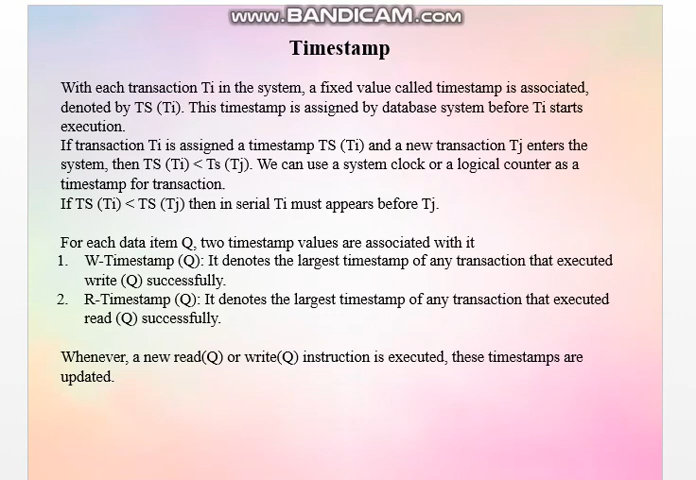 www.BANDICAM.com
Timestamp
With each transaction Ti in the system, a fixed value called timestamp is associated,
denoted by TS (Ti). This timestamp is assigned by database system before Ti starts
execution.
If transaction Ti is assigned a timestamp TS (Ti) and a new transaction Tj enters the
system, then TS (Ti) < Ts (Tj). We can use a system clock or a logical counter as a
timestamp for transaction.
If TS (Ti) < TS (Tj) then in serial Ti must appears before Tj.
For each data item Q, two timestamp values are associated with it
1. W-Timestamp (Q): It denotes the largest timestamp of any transaction that executed
write (Q) successfully.
2. R-Timestamp (Q): It denotes the largest timestamp of any transaction that executed
read (Q) successfully.
Whenever, a new read(Q) or write(Q) instruction is executed, these timestamps are
updated.